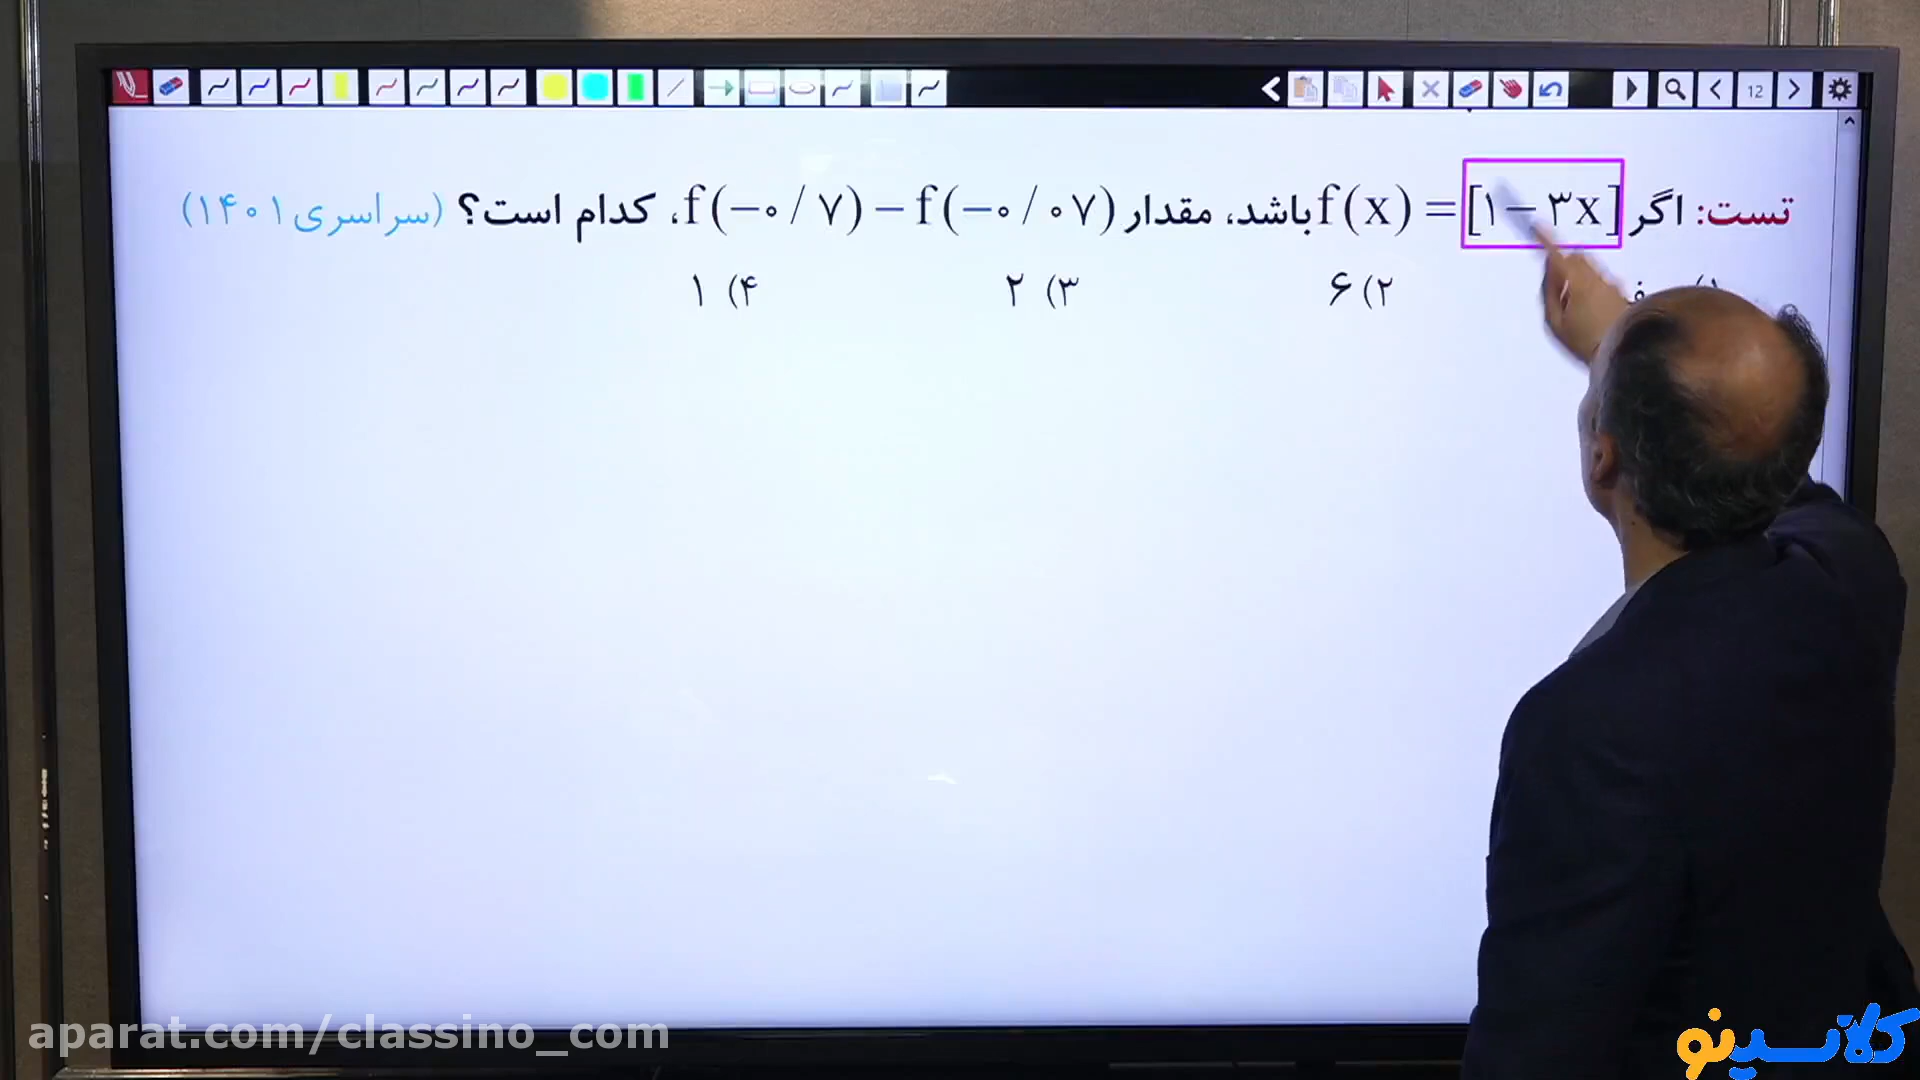 12
تست: اگر f(x) = [۱ − ۳x] باشد، مقدار f(−۰/۷) − f(−۰/۰۷)، کدام است؟ (سراسری ۱۴۰۱)
۲) ۶ ۳) ۲ ۴) ۱
aparat.com/classino_com
کلاسینو